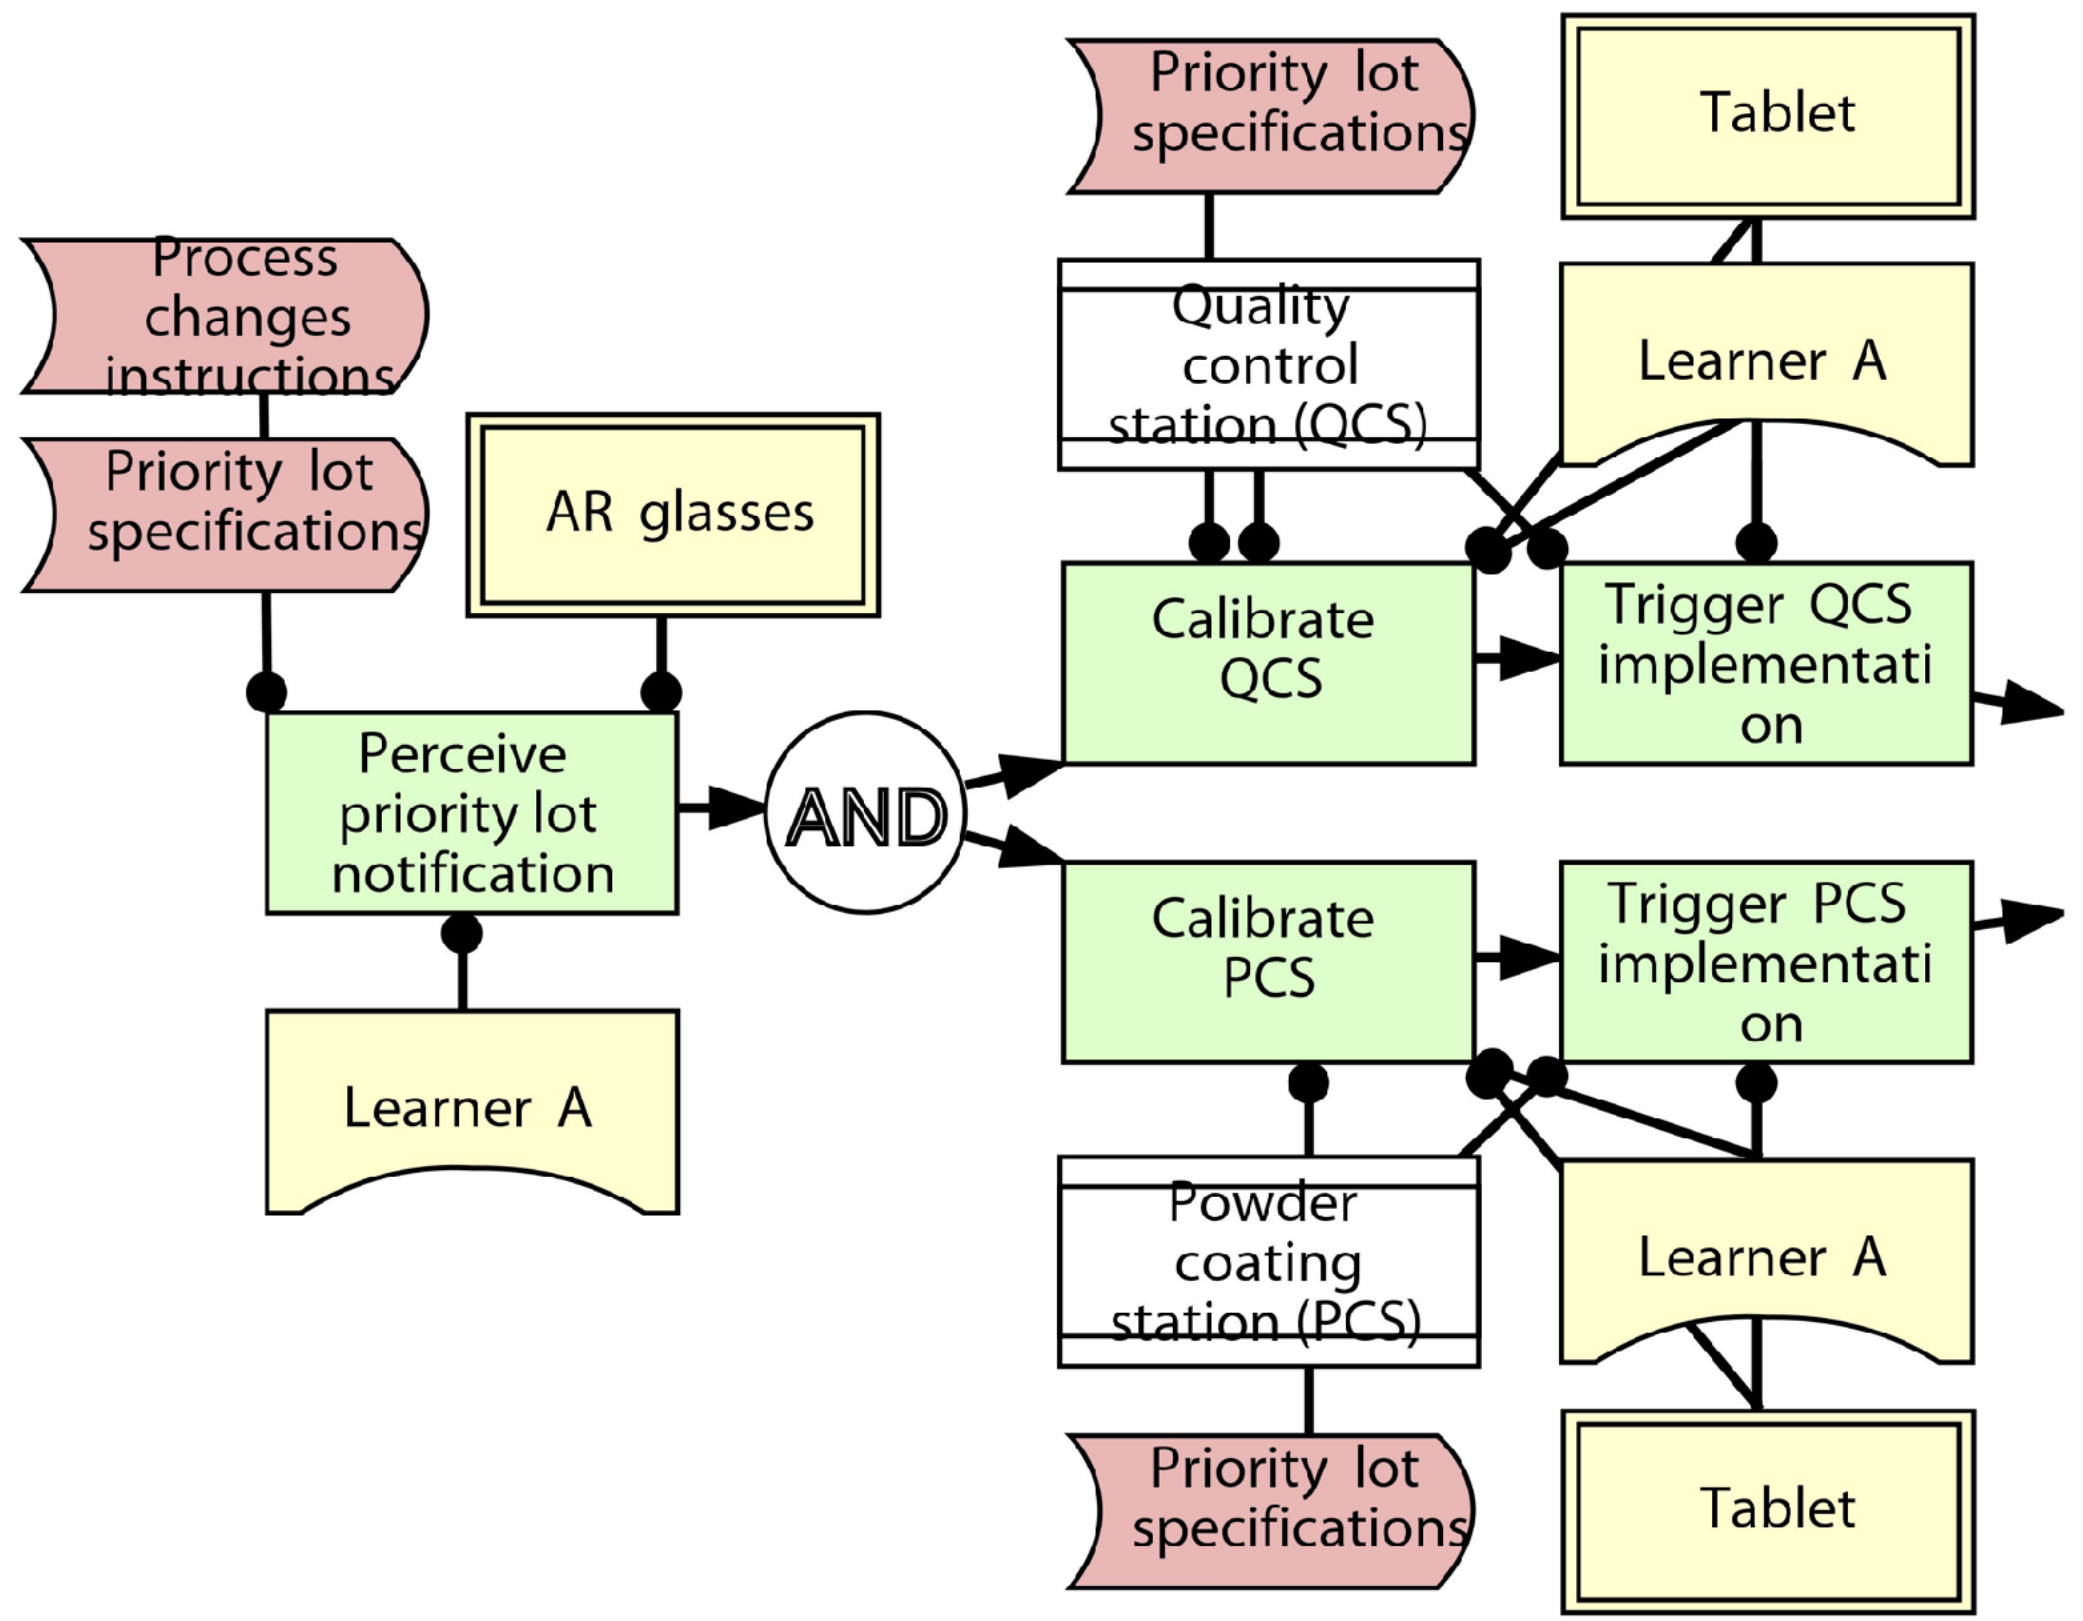 Process
changes
instructions
Priority lot
specifications
AR glasses
Perceive
priority lot
notification
Learner A
AND
Priority lot
specifications
Quality
control
station (QCS)
Tablet
Learner A
Calibrate
QCS
Trigger QCS
implementati
on
Calibrate
PCS
Trigger PCS
implementati
on
Powder
coating
station (PCS)
Learner A
Priority lot
specifications
Tablet